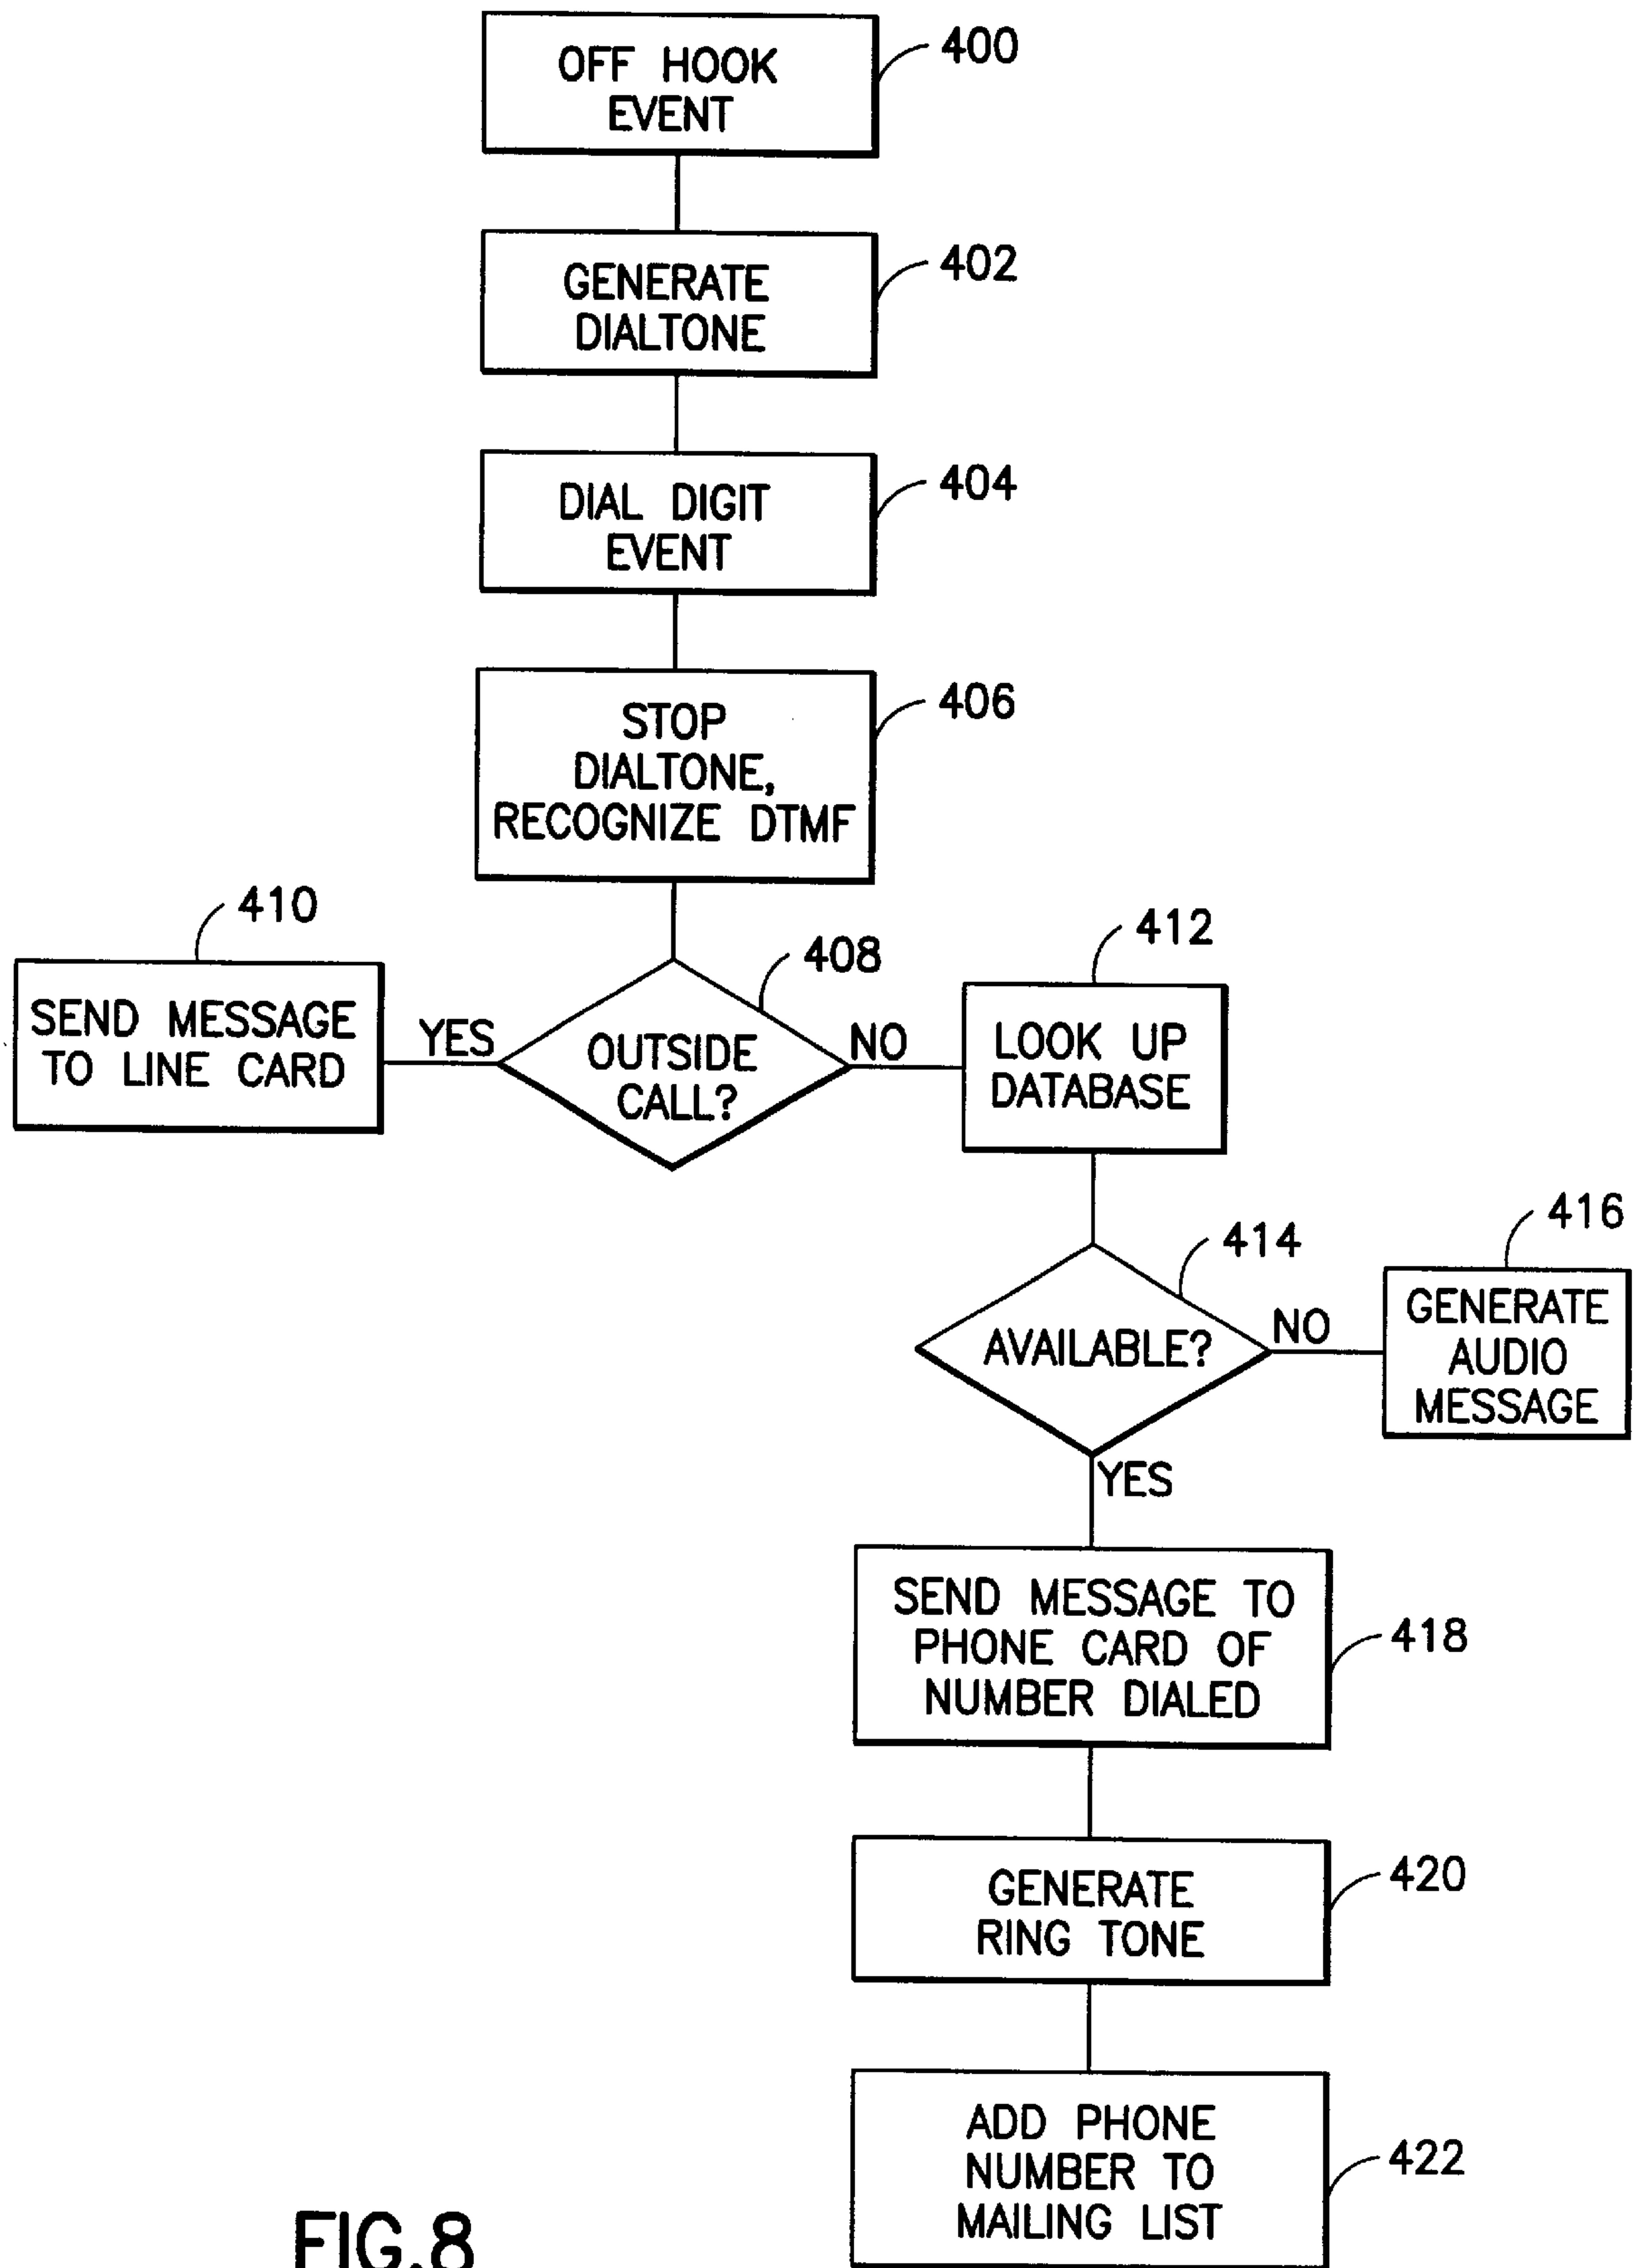 OFF HOOK
EVENT
400
GENERATE
DIALTONE
402
DIAL DIGIT
EVENT
404
STOP
DIALTONE,
RECOGNIZE DTMF
406
410
SEND MESSAGE
TO LINE CARD
YES
408
OUTSIDE
CALL?
NO
412
LOOK UP
DATABASE
414
AVAILABLE?
NO
416
GENERATE
AUDIO
MESSAGE
YES
SEND MESSAGE TO
PHONE CARD OF
NUMBER DIALED
418
GENERATE
RING TONE
420
ADD PHONE
NUMBER TO
MAILING LIST
422
FIG.8